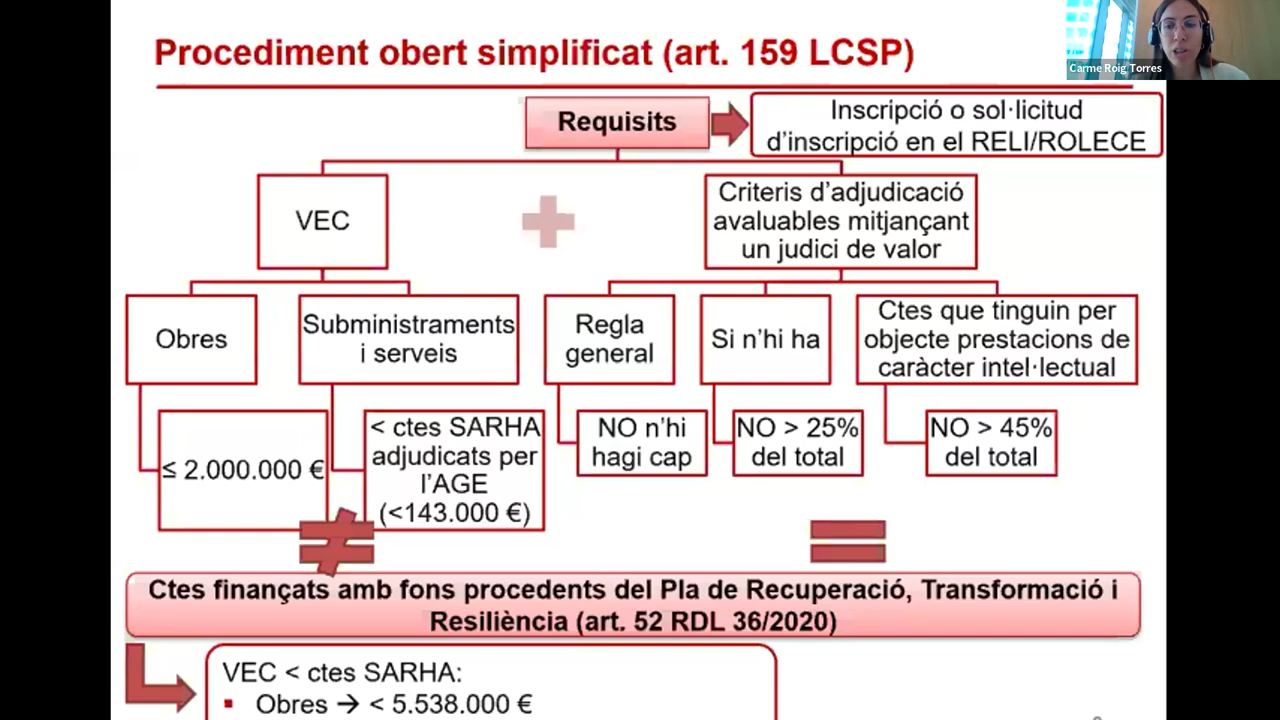 Procediment obert simplificat (art. 159 LCSP)
Carme Roig Torres
Requisits
Inscripció o sol·licitud
d’inscripció en el RELI/ROLECE
VEC
Criteris d’adjudicació
avaluables mitjançant
un judici de valor
Obres
Subministraments
i serveis
Regla
general
Si n’hi ha
Ctes que tinguin per
objecte prestacions de
caràcter intel·lectual
≤ 2.000.000 €
< ctes SARHA
adjudicats per
l’AGE
(<143.000 €)
NO n’hi
hagi cap
NO > 25%
del total
NO > 45%
del total
Ctes finançats amb fons procedents del Pla de Recuperació, Transformació i
Resiliència (art. 52 RDL 36/2020)
VEC < ctes SARHA:
▪ Obres → < 5.538.000 €